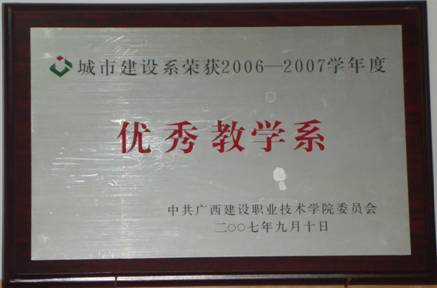 城市建设系荣获2006—2007学年度
优秀教学系
中共广西建设职业技术学院委员会
二〇〇七年九月十日